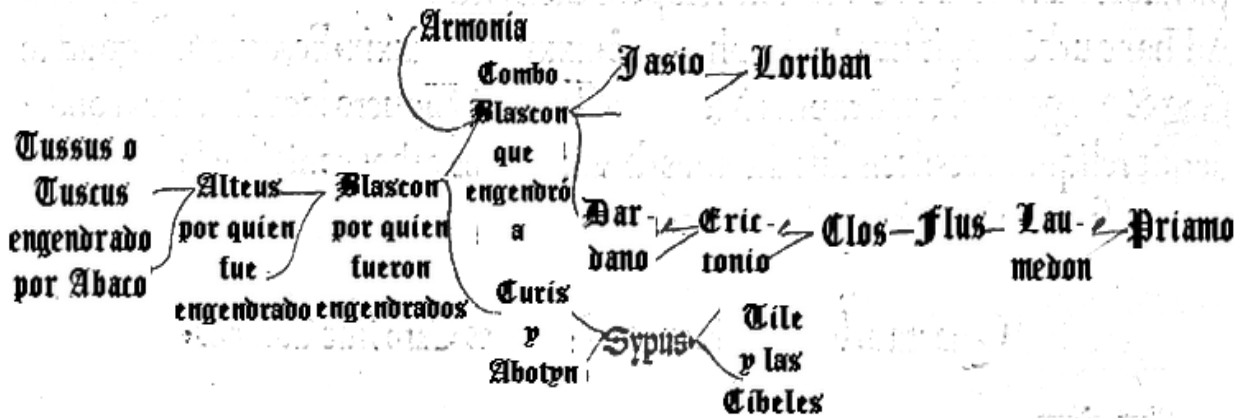 Armonía
Combo
Blascon
que
engendró
a
Jasio
Loriban
Tussus o
Tuscus
engendrado
por Abaco
Alteus
por quien
fue
engendrado
Blascon
por quien
fueron
engendrados
Dar-
dano
Eric-
tonio
Clos
Flus
Lau-
medon
Priamo
Curis
y
Abotyn
Sypus
Tile
y las
Cibeles